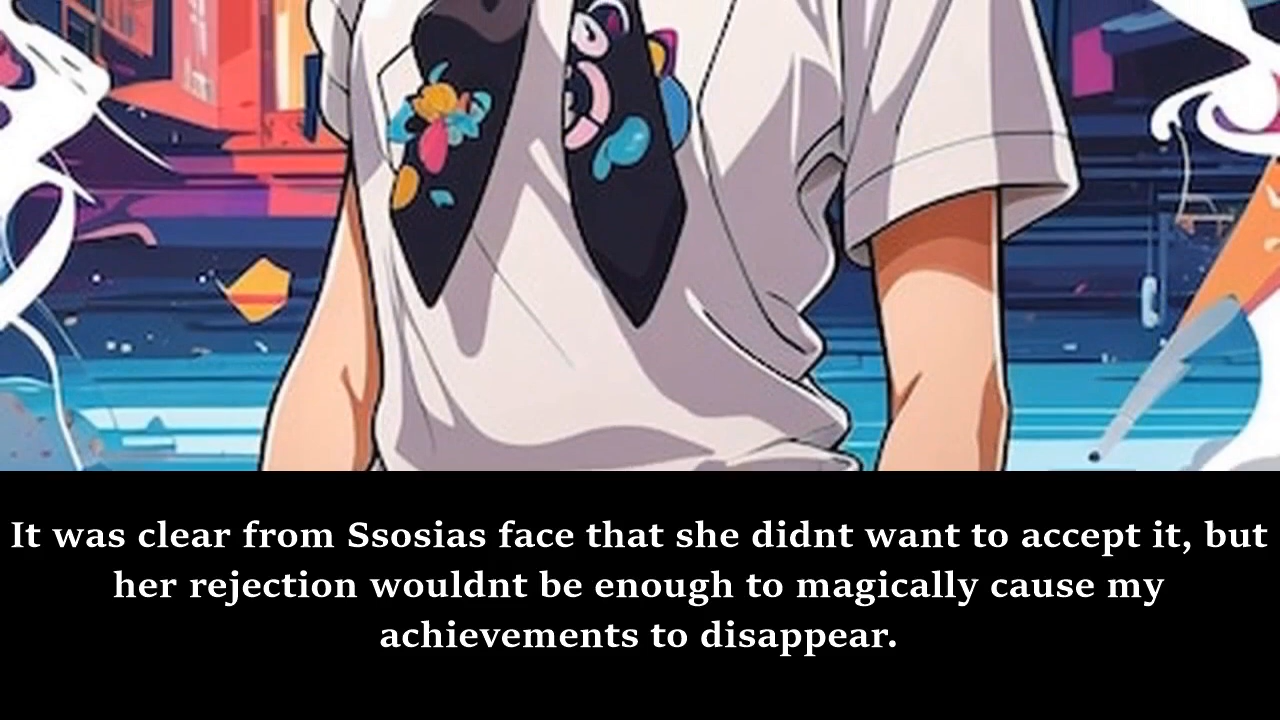 It was clear from Ssosias face that she didnt want to accept it, but
her rejection wouldnt be enough to magically cause my
achievements to disappear.